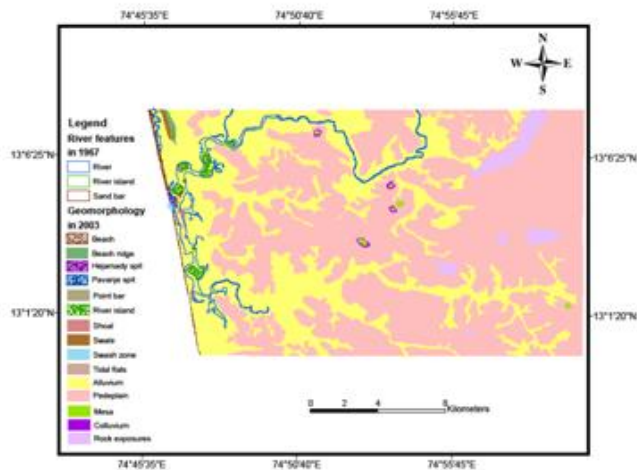 74°45'35"E 74°50'40"E 74°55'45"E
N
W E
S
13°6'25"N 13°6'25"N
13°1'20"N 13°1'20"N
Legend
River features
in 1967
River
River island
Sand bar
Geomorphology
in 2003
Beach
Beach ridge
Hejamady spit
Pavanje spit
Point bar
River island
Shoal
Swale
Swash zone
Tidal flats
Alluvium
Pediplain
Mesa
Colluvium
Rock exposures
0 2 4 8
Kilometers
74°45'35"E 74°50'40"E 74°55'45"E